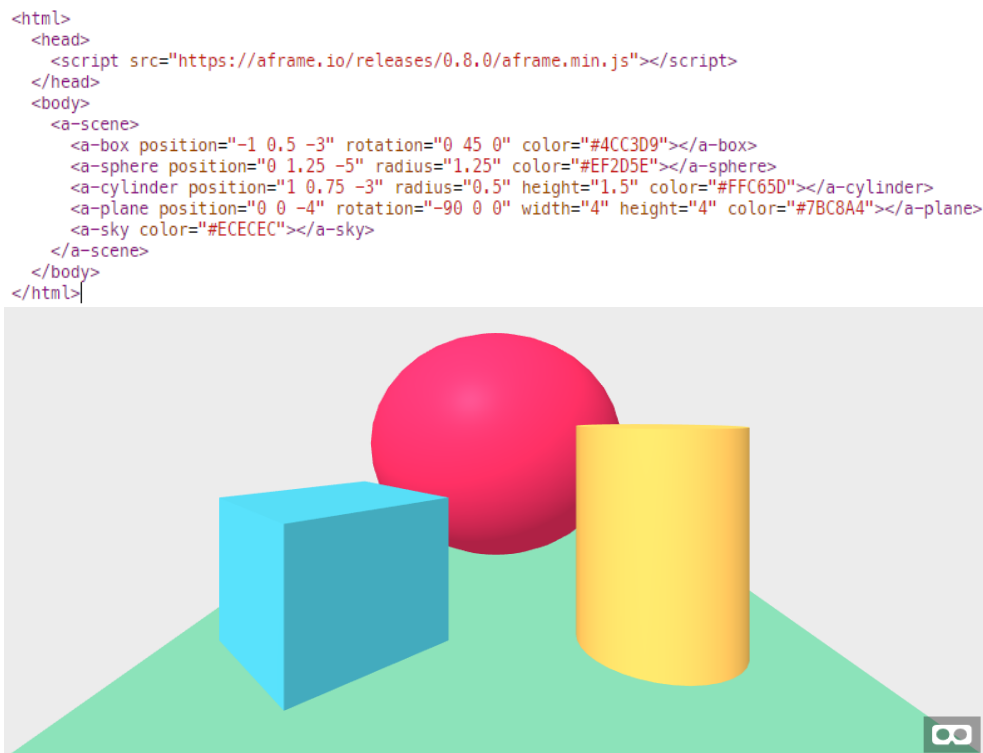 <html>
<head>
<script src="https://aframe.io/releases/0.8.0/aframe.min.js"></script>
</head>
<body>
<a-scene>
<a-box position="-1 0.5 -3" rotation="0 45 0" color="#4CC3D9"></a-box>
<a-sphere position="0 1.25 -5" radius="1.25" color="#EF2D5E"></a-sphere>
<a-cylinder position="1 0.75 -3" radius="0.5" height="1.5" color="#FFC65D"></a-cylinder>
<a-plane position="0 0 -4" rotation="-90 0 0" width="4" height="4" color="#7BC8A4"></a-plane>
<a-sky color="#ECECEC"></a-sky>
</a-scene>
</body>
</html>